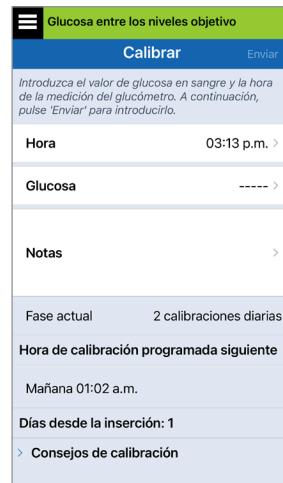 Glucosa entre los niveles objetivo
Calibrar Enviar
Introduzca el valor de glucosa en sangre y la hora
de la medición del glucómetro. A continuación,
pulse 'Enviar' para introducirlo.
Hora 03:13 p.m. >
Glucosa ----- >
Notas >
Fase actual 2 calibraciones diarias
Hora de calibración programada siguiente
Mañana 01:02 a.m.
Días desde la inserción: 1
> Consejos de calibración